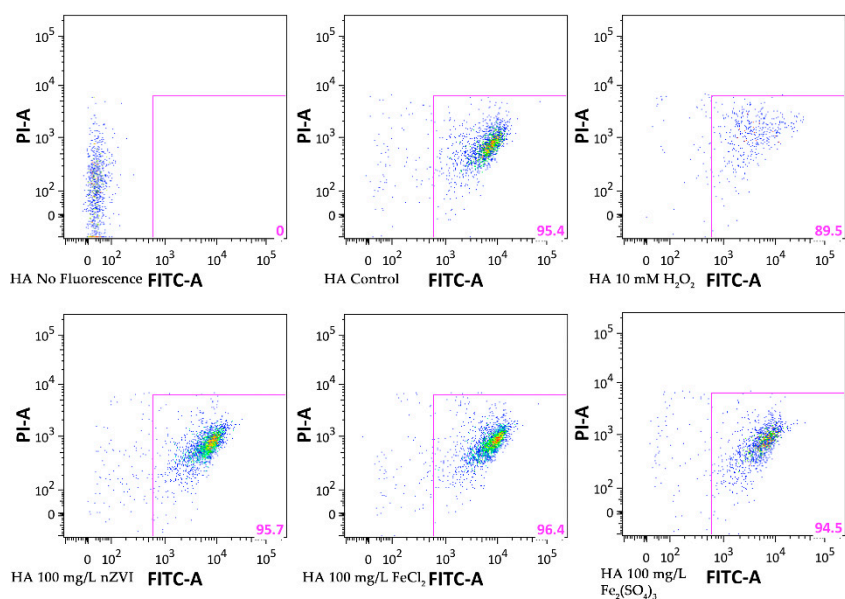 PI-A
10⁵
10⁴
10³
10²
0
0
0 10² 10³ 10⁴ 10⁵
HA No Fluorescence FITC-A
PI-A
10⁵
10⁴
10³
10²
0
95.4
0 10² 10³ 10⁴ 10⁵
HA Control FITC-A
PI-A
10⁵
10⁴
10³
10²
0
89.5
0 10² 10³ 10⁴ 10⁵
HA 10 mM H₂O₂ FITC-A
PI-A
10⁵
10⁴
10³
10²
0
95.7
0 10² 10³ 10⁴ 10⁵
HA 100 mg/L nZVI FITC-A
PI-A
10⁵
10⁴
10³
10²
0
96.4
0 10² 10³ 10⁴ 10⁵
HA 100 mg/L FeCl₂ FITC-A
PI-A
10⁵
10⁴
10³
10²
0
94.5
0 10² 10³ 10⁴ 10⁵
HA 100 mg/L FITC-A
Fe₂(SO₄)₃